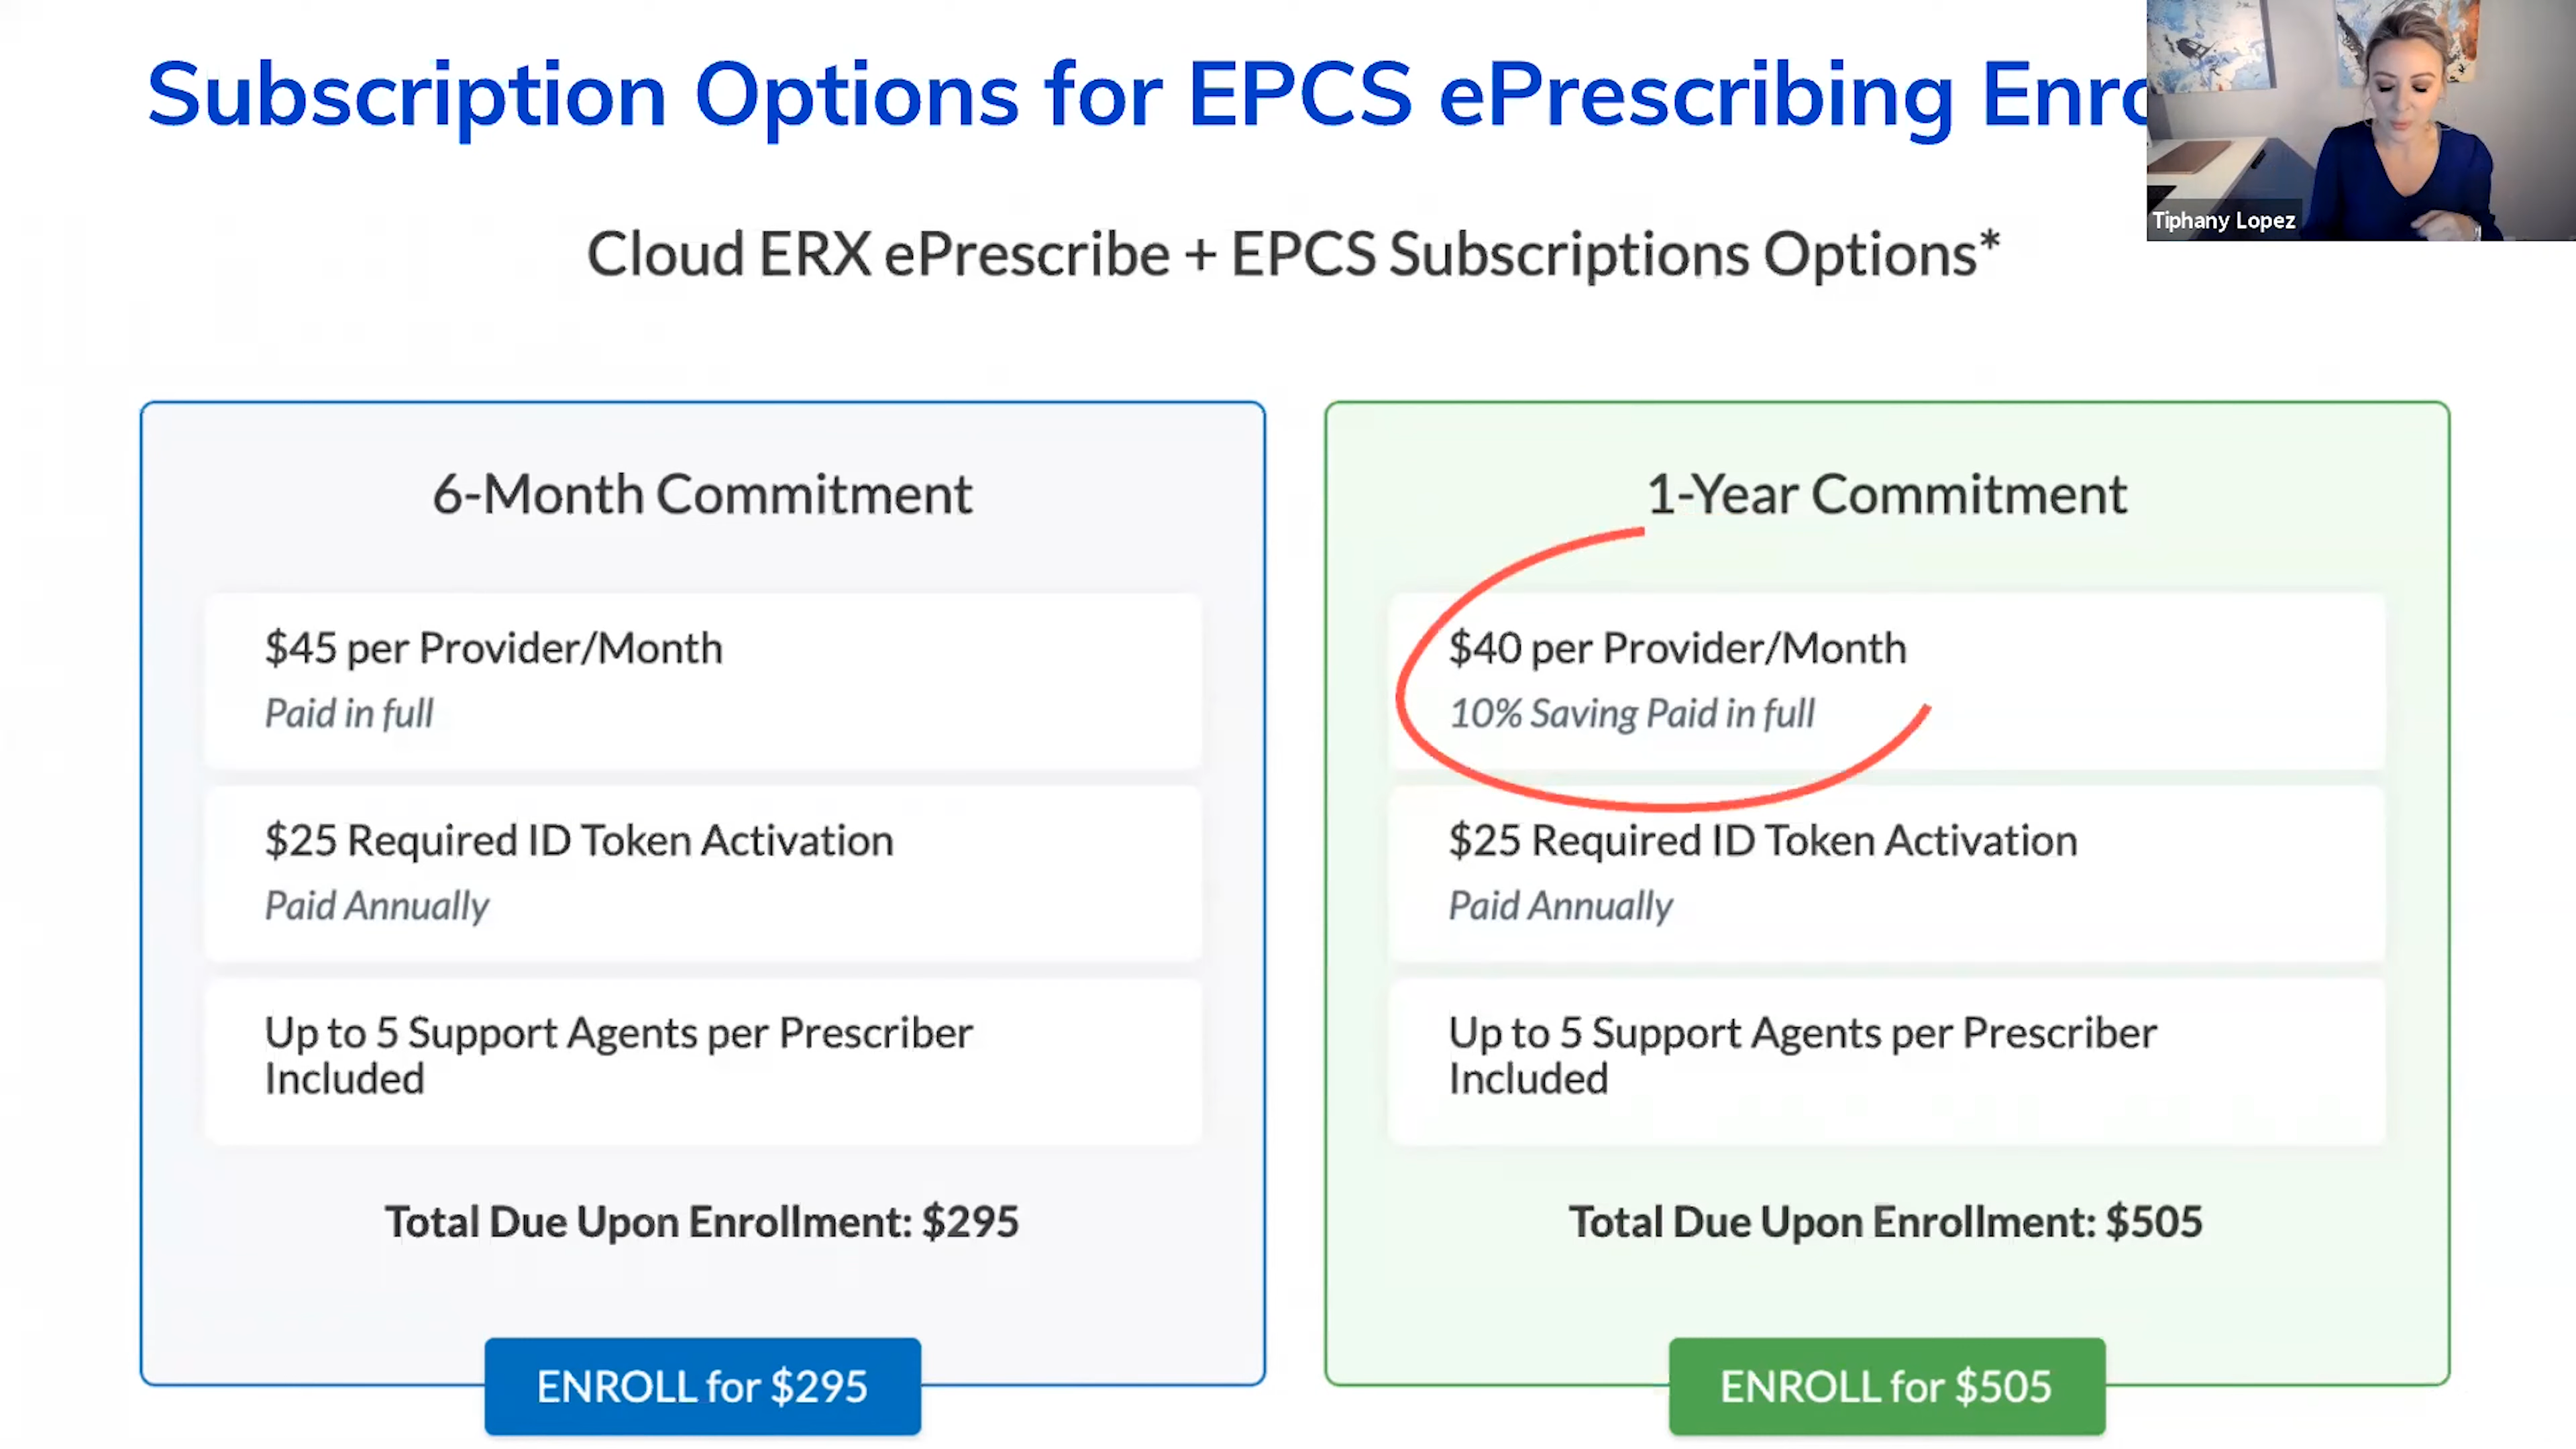 Subscription Options for EPCS ePrescribing
Tiphany Lopez
Cloud ERX ePrescribe + EPCS Subscriptions Options*
6-Month Commitment
$45 per Provider/Month
Paid in full
$25 Required ID Token Activation
Paid Annually
Up to 5 Support Agents per Prescriber
Included
Total Due Upon Enrollment: $295
ENROLL for $295
1-Year Commitment
$40 per Provider/Month
10% Saving Paid in full
$25 Required ID Token Activation
Paid Annually
Up to 5 Support Agents per Prescriber
Included
Total Due Upon Enrollment: $505
ENROLL for $505